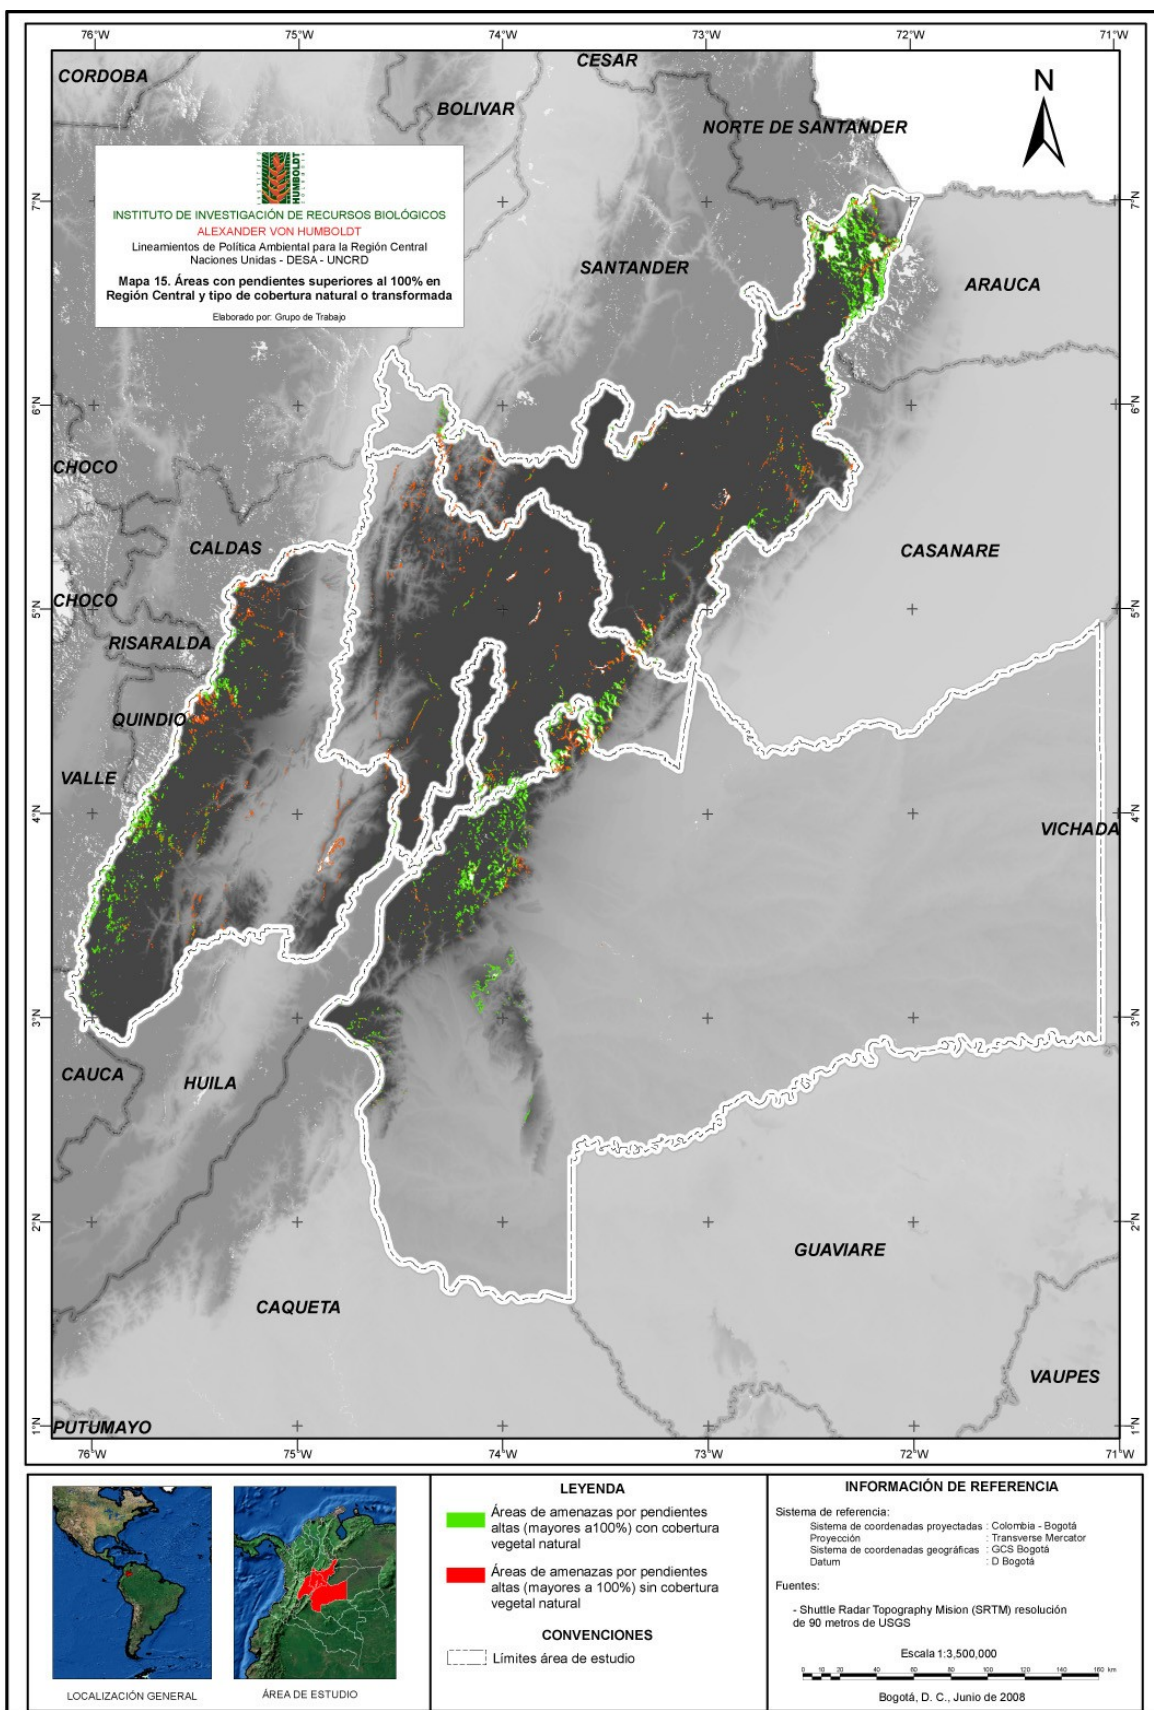 76°W
75°W
74°W
73°W
72°W
71°W
CORDOBA
CESAR
BOLIVAR
NORTE DE SANTANDER
N
HUMBOLDT
INSTITUTO DE INVESTIGACIÓN DE RECURSOS BIOLÓGICOS
ALEXANDER VON HUMBOLDT
Lineamientos de Política Ambiental para la Región Central
Naciones Unidas - DESA - UNCRD
Mapa 15. Áreas con pendientes superiores al 100% en
Región Central y tipo de cobertura natural o transformada
Elaborado por: Grupo de Trabajo
7°N
7°N
SANTANDER
ARAUCA
6°N
6°N
CHOCO
CALDAS
CASANARE
CHOCO
5°N
5°N
RISARALDA
QUINDIO
VALLE
4°N
4°N
VICHADA
3°N
3°N
CAUCA
HUILA
2°N
2°N
GUAVIARE
CAQUETA
VAUPES
PUTUMAYO
1°N
1°N
76°W
75°W
74°W
73°W
72°W
71°W
LOCALIZACIÓN GENERAL
ÁREA DE ESTUDIO
LEYENDA
Áreas de amenazas por pendientes
altas (mayores a100%) con cobertura
vegetal natural
Áreas de amenazas por pendientes
altas (mayores a 100%) sin cobertura
vegetal natural
CONVENCIONES
Límites área de estudio
INFORMACIÓN DE REFERENCIA
Sistema de referencia:
Sistema de coordenadas proyectadas : Colombia - Bogotá
Proyección : Transverse Mercator
Sistema de coordenadas geográficas : GCS Bogotá
Datum : D Bogotá
Fuentes:
- Shuttle Radar Topography Mision (SRTM) resolución
de 90 metros de USGS
Escala 1:3,500,000
0 5 10 20 40 60 80 100 120 140 160 km
Bogotá, D. C., Junio de 2008